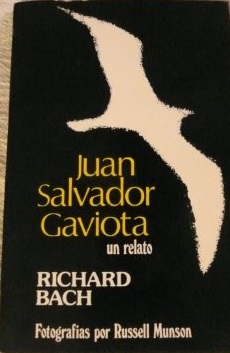 Juan
Salvador
Gaviota
un relato
RICHARD
BACH
Fotografías por Russell Munson